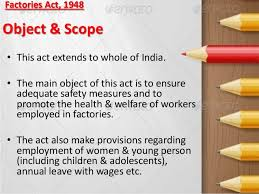 Factories Act, 1948
Object & Scope
• This act extends to whole of India.
• The main object of this act is to ensure
adequate safety measures and to
promote the health & welfare of workers
employed in factories.
• The act also make provisions regarding
employment of women & young person
(including children & adolescents),
annual leave with wages etc.